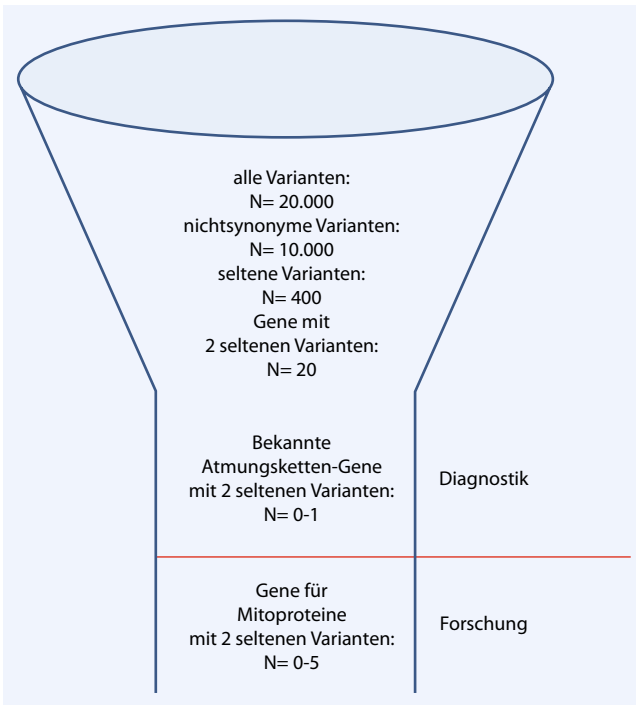 alle Varianten:
N= 20.000
nichtsynonyme Varianten:
N= 10.000
seltene Varianten:
N= 400
Gene mit
2 seltenen Varianten:
N= 20
Bekannte
Atmungsketten-Gene
mit 2 seltenen Varianten:
N= 0-1
Diagnostik
Gene für
Mitoproteine
mit 2 seltenen Varianten:
N= 0-5
Forschung